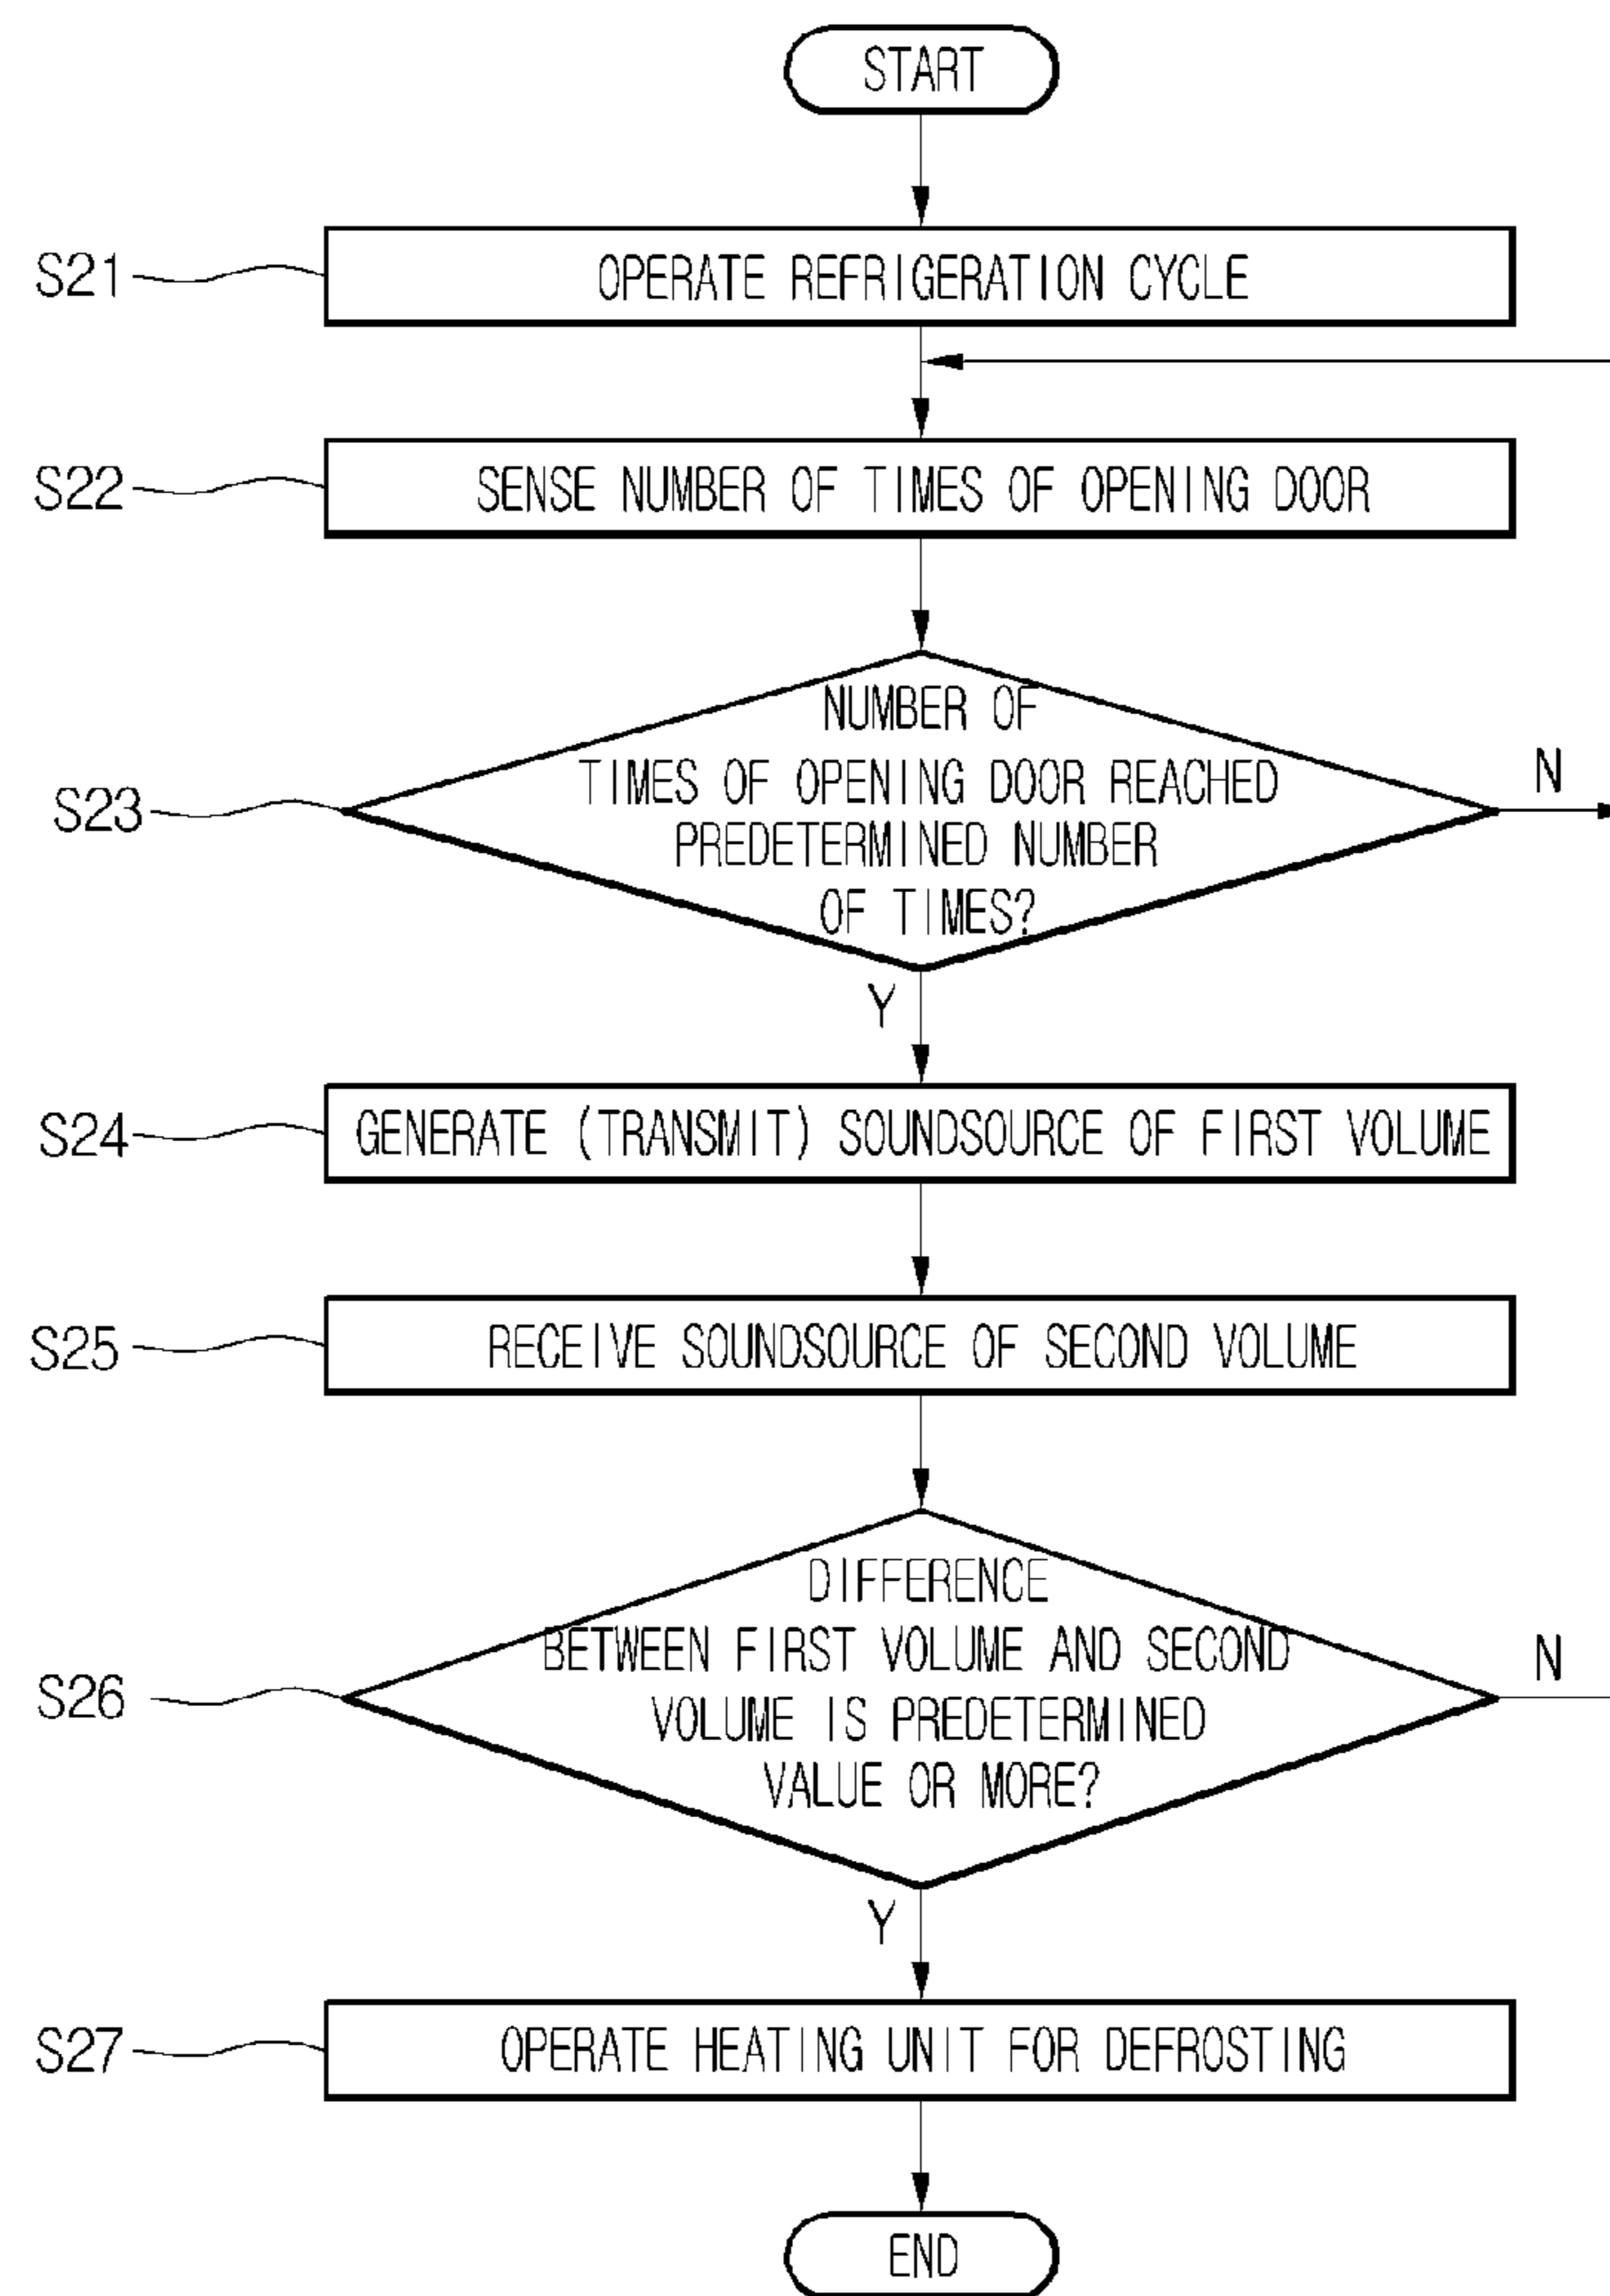 START
S21
OPERATE REFRIGERATION CYCLE
S22
SENSE NUMBER OF TIMES OF OPENING DOOR
S23
NUMBER OF
TIMES OF OPENING DOOR REACHED
PREDETERMINED NUMBER
OF TIMES?
N
Y
S24
GENERATE (TRANSMIT) SOUNDSOURCE OF FIRST VOLUME
S25
RECEIVE SOUNDSOURCE OF SECOND VOLUME
S26
DIFFERENCE
BETWEEN FIRST VOLUME AND SECOND
VOLUME IS PREDETERMINED
VALUE OR MORE?
N
Y
S27
OPERATE HEATING UNIT FOR DEFROSTING
END